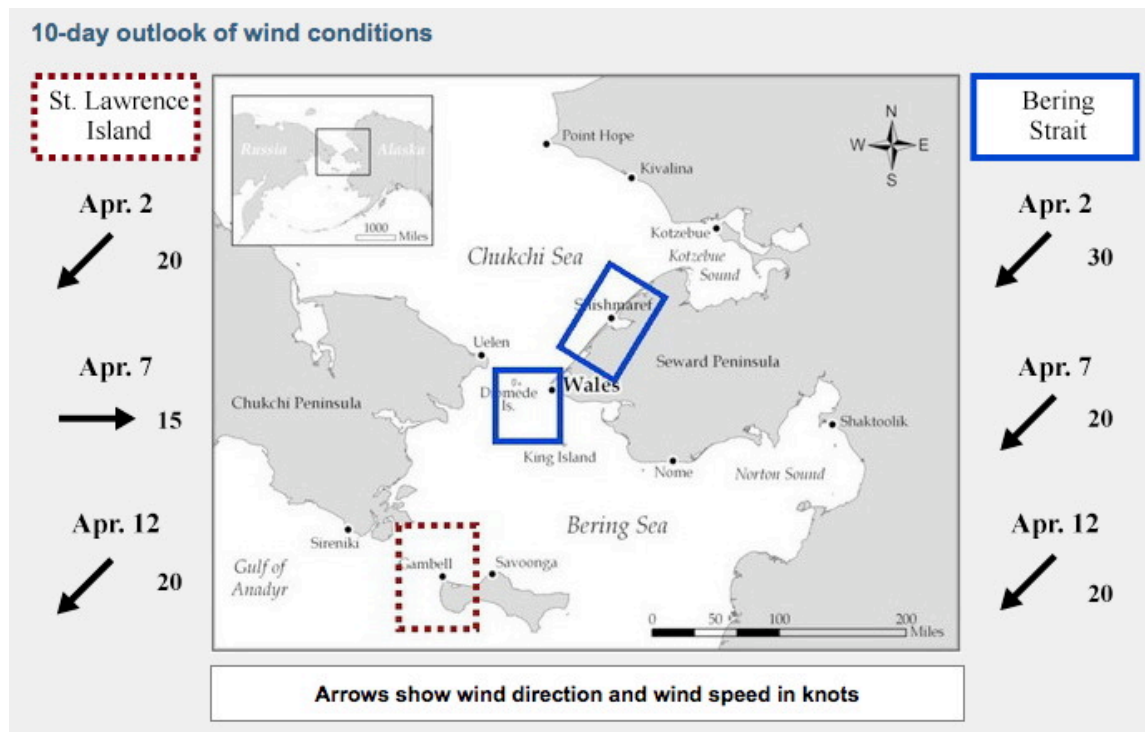 10-day outlook of wind conditions
St. Lawrence
Island
Apr. 2
20
Apr. 7
15
Apr. 12
20
Russia
Alaska
1000
Miles
Point Hope
Kivalina
N
W
E
S
Kotzebue
Kotzebue
Sound
Chukchi Sea
Shishmaref
Uelen
Seward Peninsula
Wales
Diomede
Is.
Chukchi Peninsula
Shaktoolik
King Island
Nome
Norton Sound
Bering Sea
Sireniki
Gambell
Savoonga
Gulf of
Anadyr
0
50
100
200
Miles
Bering
Strait
Apr. 2
30
Apr. 7
20
Apr. 12
20
Arrows show wind direction and wind speed in knots